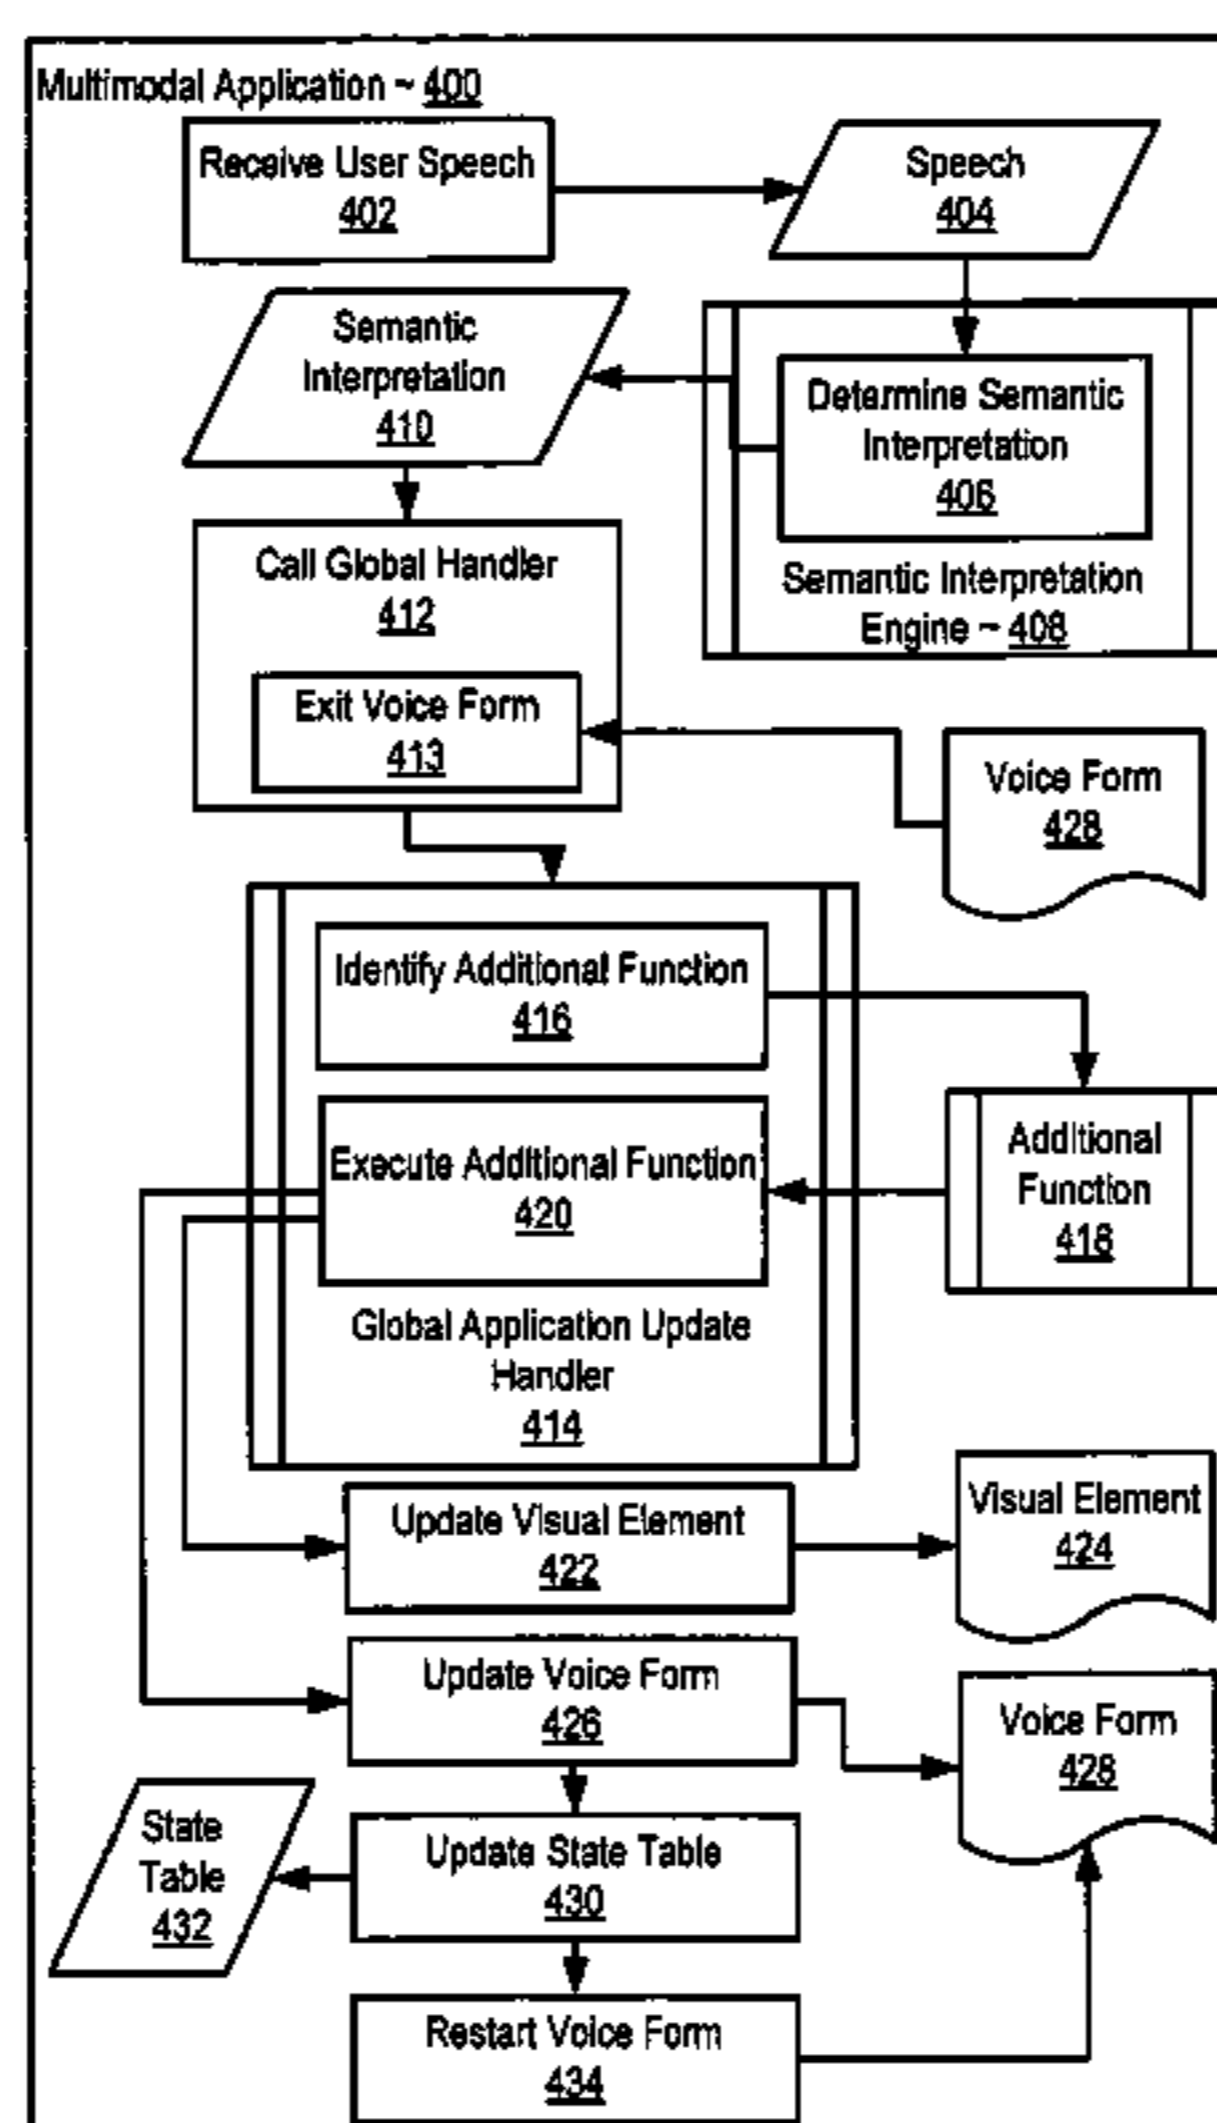 Multimodal Application ~ 400
Receive User Speech
402
Speech
404
Semantic
Interpretation
410
Determine Semantic
Interpretation
406
Semantic Interpretation
Engine ~ 408
Call Global Handler
412
Exit Voice Form
413
Voice Form
428
Identify Additional Function
416
Additional
Function
418
Execute Additional Function
420
Global Application Update
Handler
414
Update Visual Element
422
Visual Element
424
Update Voice Form
426
Voice Form
428
State
Table
432
Update State Table
430
Restart Voice Form
434